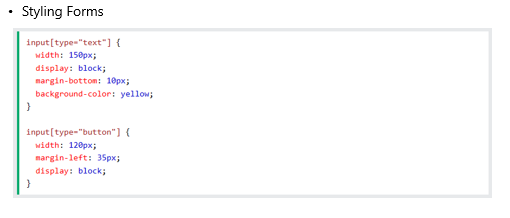 • Styling Forms
input[type="text"] {
  width: 150px;
  display: block;
  margin-bottom: 10px;
  background-color: yellow;
}

input[type="button"] {
  width: 120px;
  margin-left: 35px;
  display: block;
}